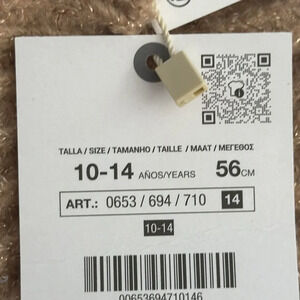 TALLA / SIZE / TAMANHO / TAILLE / MAAT / ΜΕΓΕΘΟΣ
10-14 AÑOS/YEARS 56CM
ART.: 0653 / 694 / 710 14
10-14
00653694710146